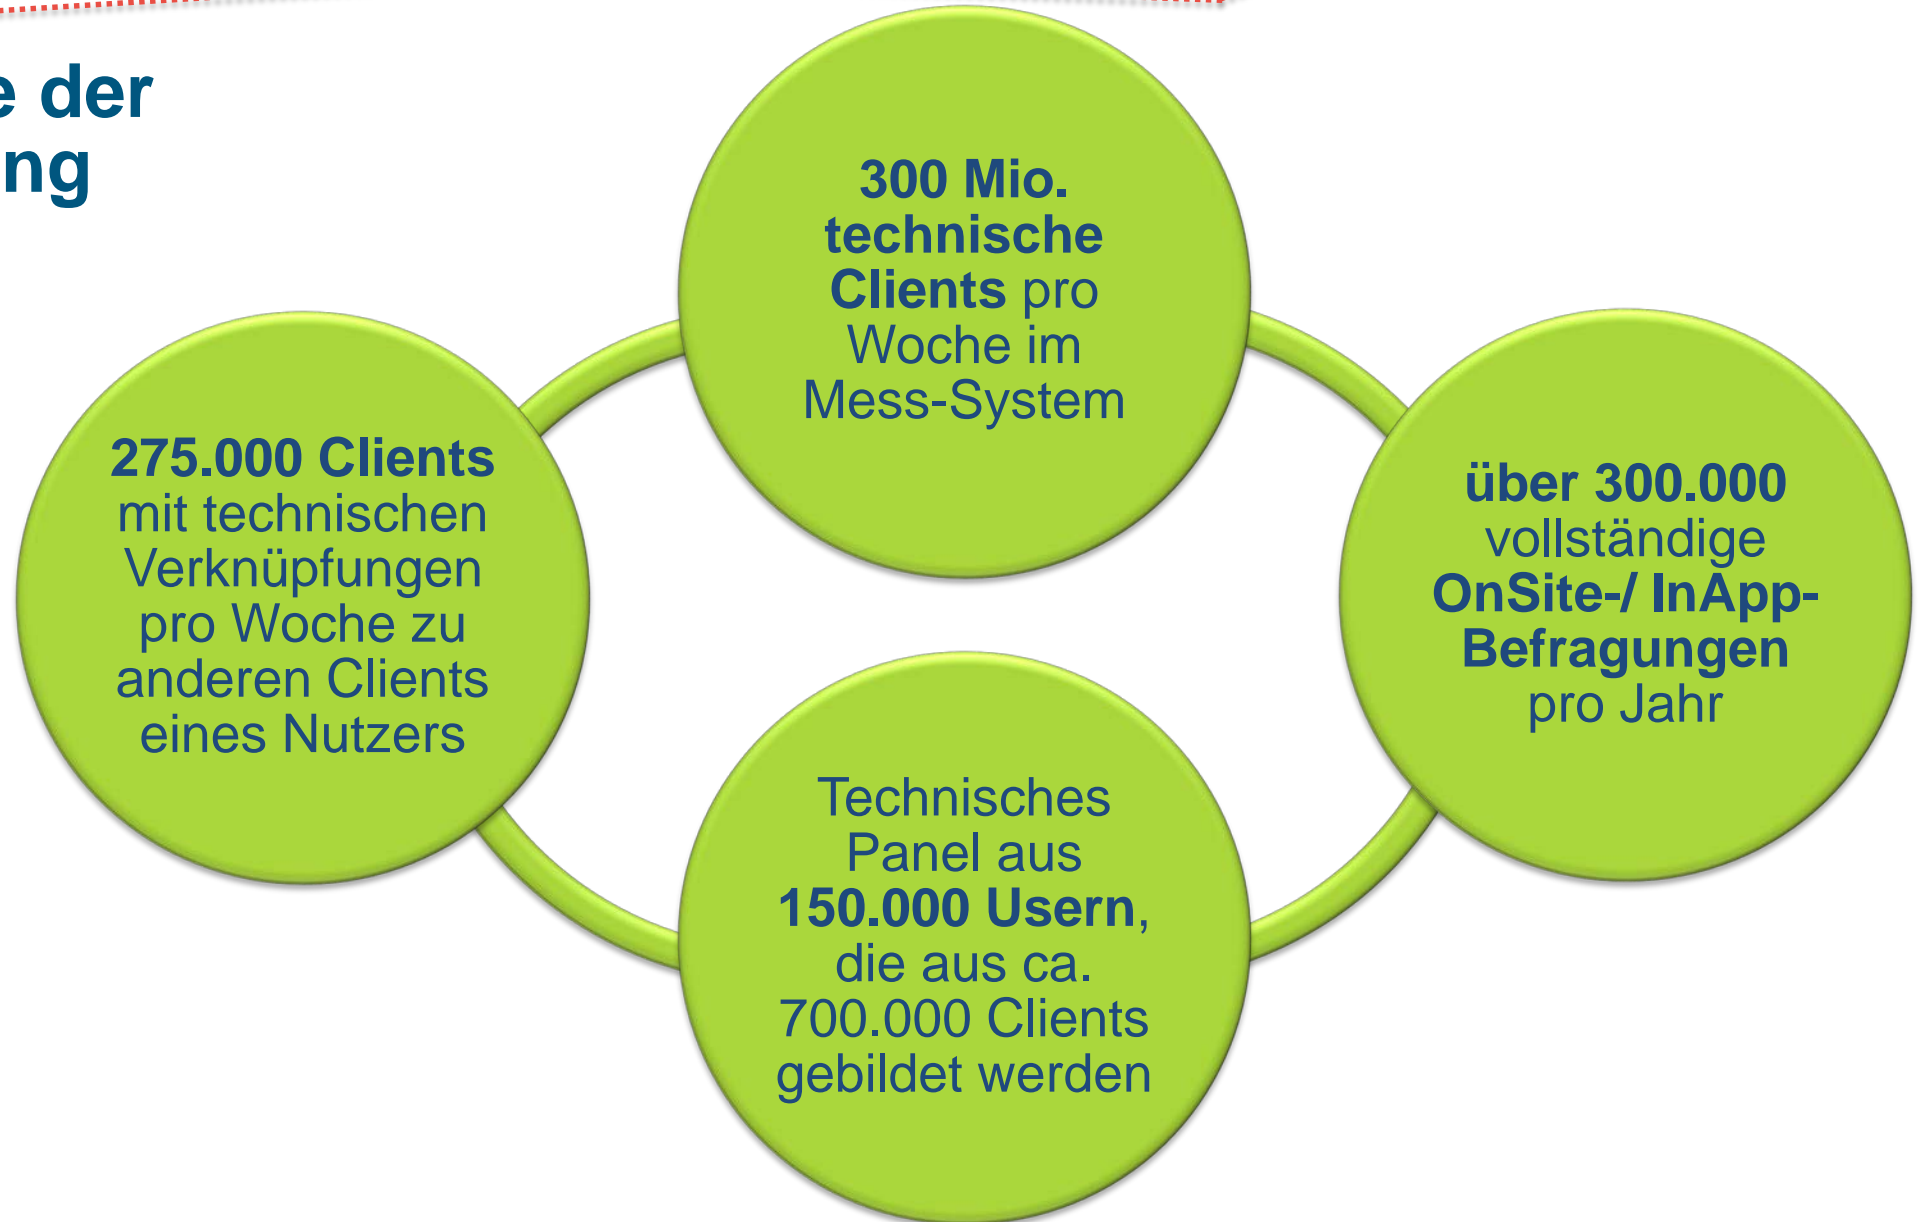 e der
ng
300 Mio.
technische
Clients pro
Woche im
Mess-System
275.000 Clients
mit technischen
Verknüpfungen
pro Woche zu
anderen Clients
eines Nutzers
über 300.000
vollständige
OnSite-/ InApp-
Befragungen
pro Jahr
Technisches
Panel aus
150.000 Usern,
die aus ca.
700.000 Clients
gebildet werden